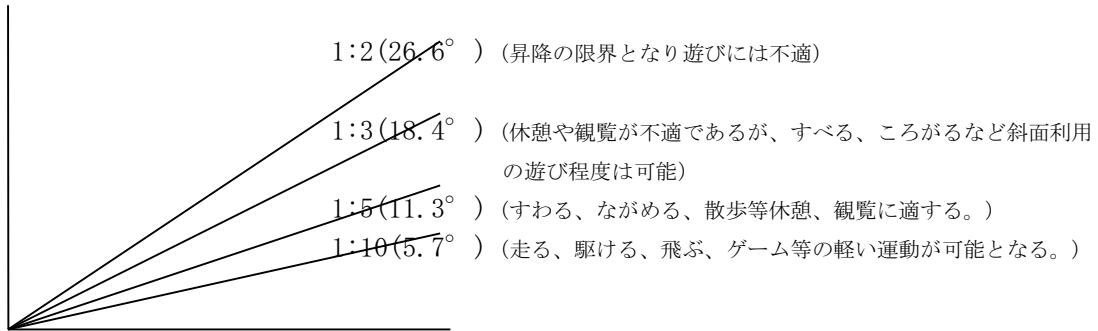 1:2(26.6° ) (昇降の限界となり遊びには不適)
1:3(18.4° ) (休憩や観覧が不適であるが、すべる、ころがるなど斜面利用
の遊び程度は可能)
1:5(11.3° ) (すわる、ながめる、散歩等休憩、観覧に適する。)
1:10(5.7° ) (走る、駆ける、飛ぶ、ゲーム等の軽い運動が可能となる。)